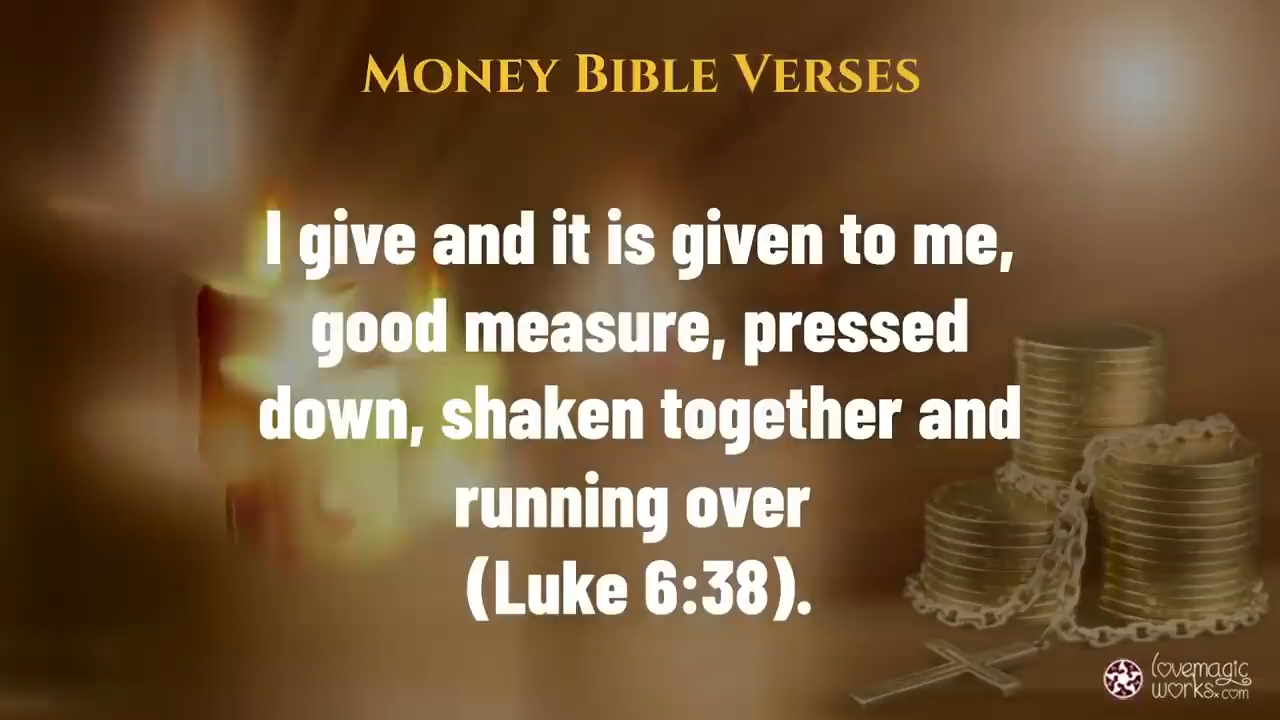 Money Bible Verses
I give and it is given to me,
good measure, pressed
down, shaken together and
running over
(Luke 6:38).
lovemagic
works.com